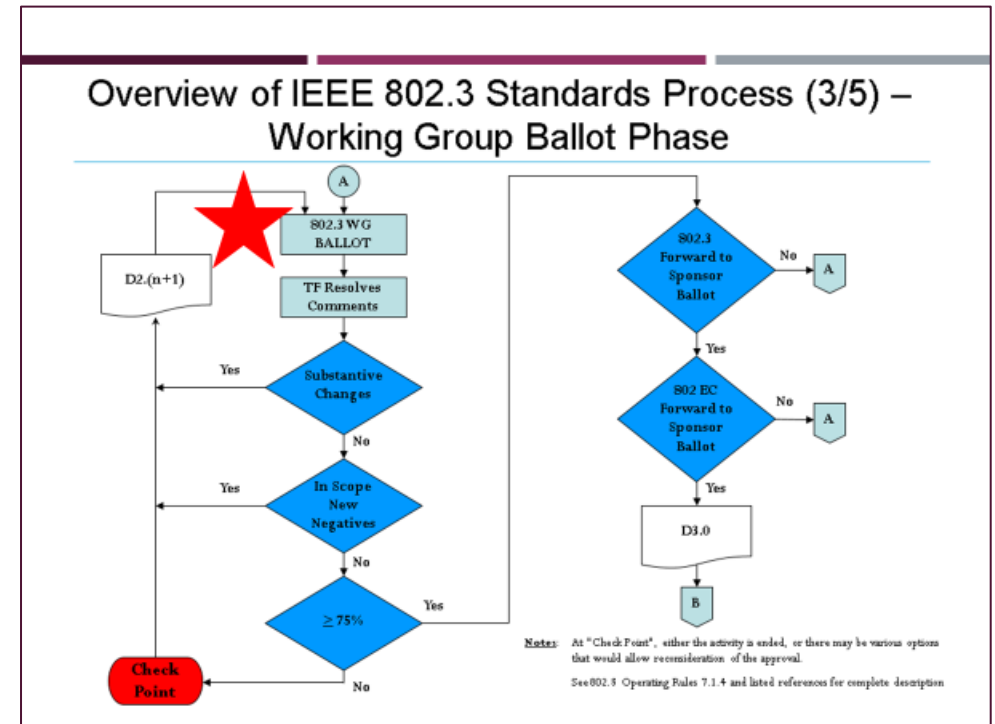 Overview of IEEE 802.3 Standards Process (3/5) –
Working Group Ballot Phase
A
802.3 WG
BALLOT
D2.(n+1)
TF Resolves
Comments
Yes
Substantive
Changes
No
Yes
In Scope
New
Negatives
No
≥ 75%
Yes
No
Check
Point
802.3
Forward to
Sponsor
Ballot
No
A
Yes
802 EC
Forward to
Sponsor
Ballot
No
A
Yes
D3.0
B
Notes: At "Check Point", either the activity is ended, or there may be various options
that would allow reconsideration of the approval.
See 802.3 Operating Rules 7.1.4 and listed references for complete description